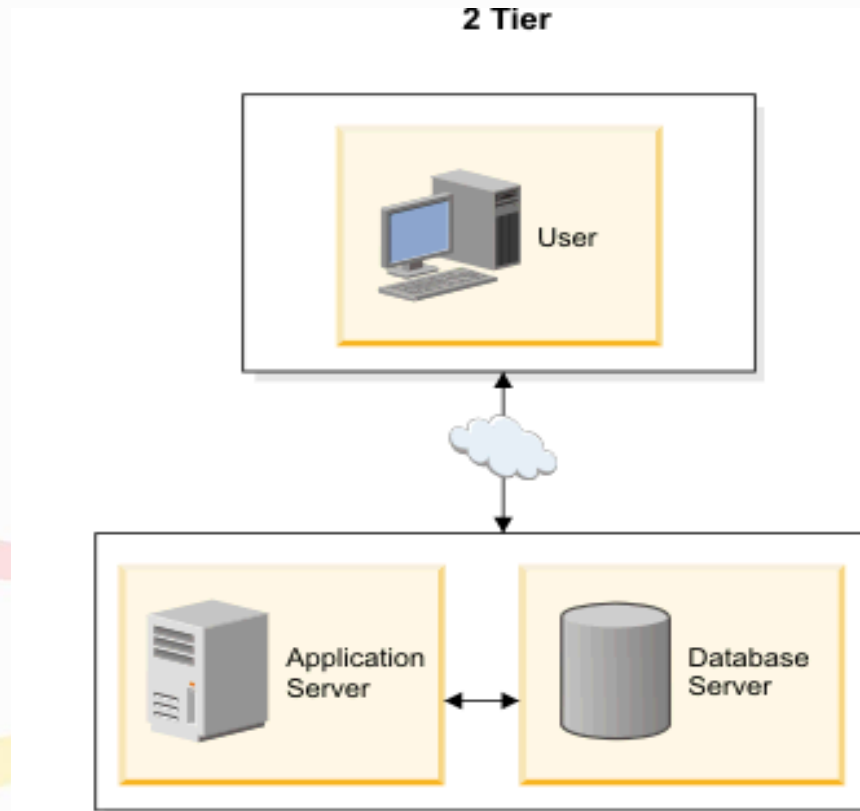 2 Tier
User
Application
Server
Database
Server